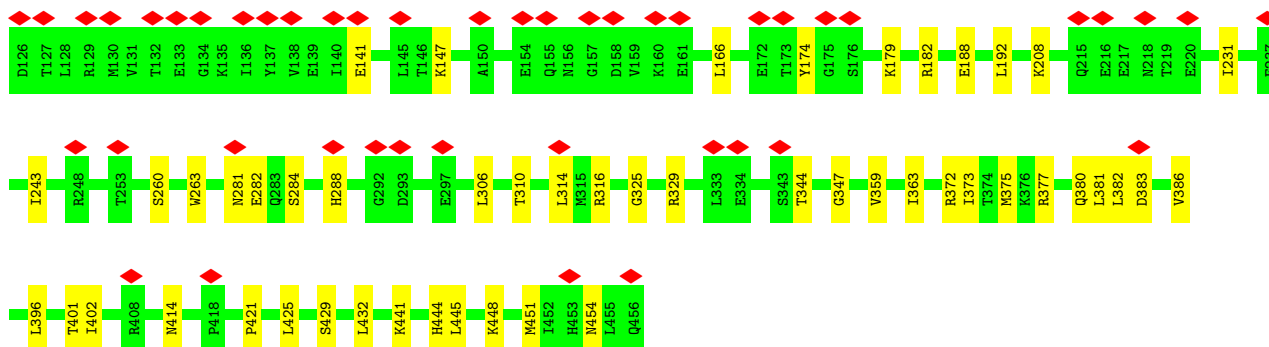 D126 T127 L128 R129 M130 V131 T132 E133 G134 K135 I136 Y137 V138 E139 I140 E141 L145 T146 K147 A150 E154 Q155 N156 G157 D158 V159 K160 E161 L166 E172 T173 Y174 G175 S176 K179 R182 E188 L192 K208 Q215 E216 E217 N218 T219 E220 I231
I243 R248 T253 S260 W263 N281 E282 Q283 S284 H288 G292 D293 E297 L306 T310 L314 M315 R316 G325 R329 L333 E334 S343 T344 G347 V359 I363 R372 I373 T374 M375 K376 R377 Q380 L381 L382 D383 V386
L396 T401 I402 R408 N414 P418 P421 L425 S429 L432 K441 H444 L445 K448 M451 I452 H453 N454 L455 Q456